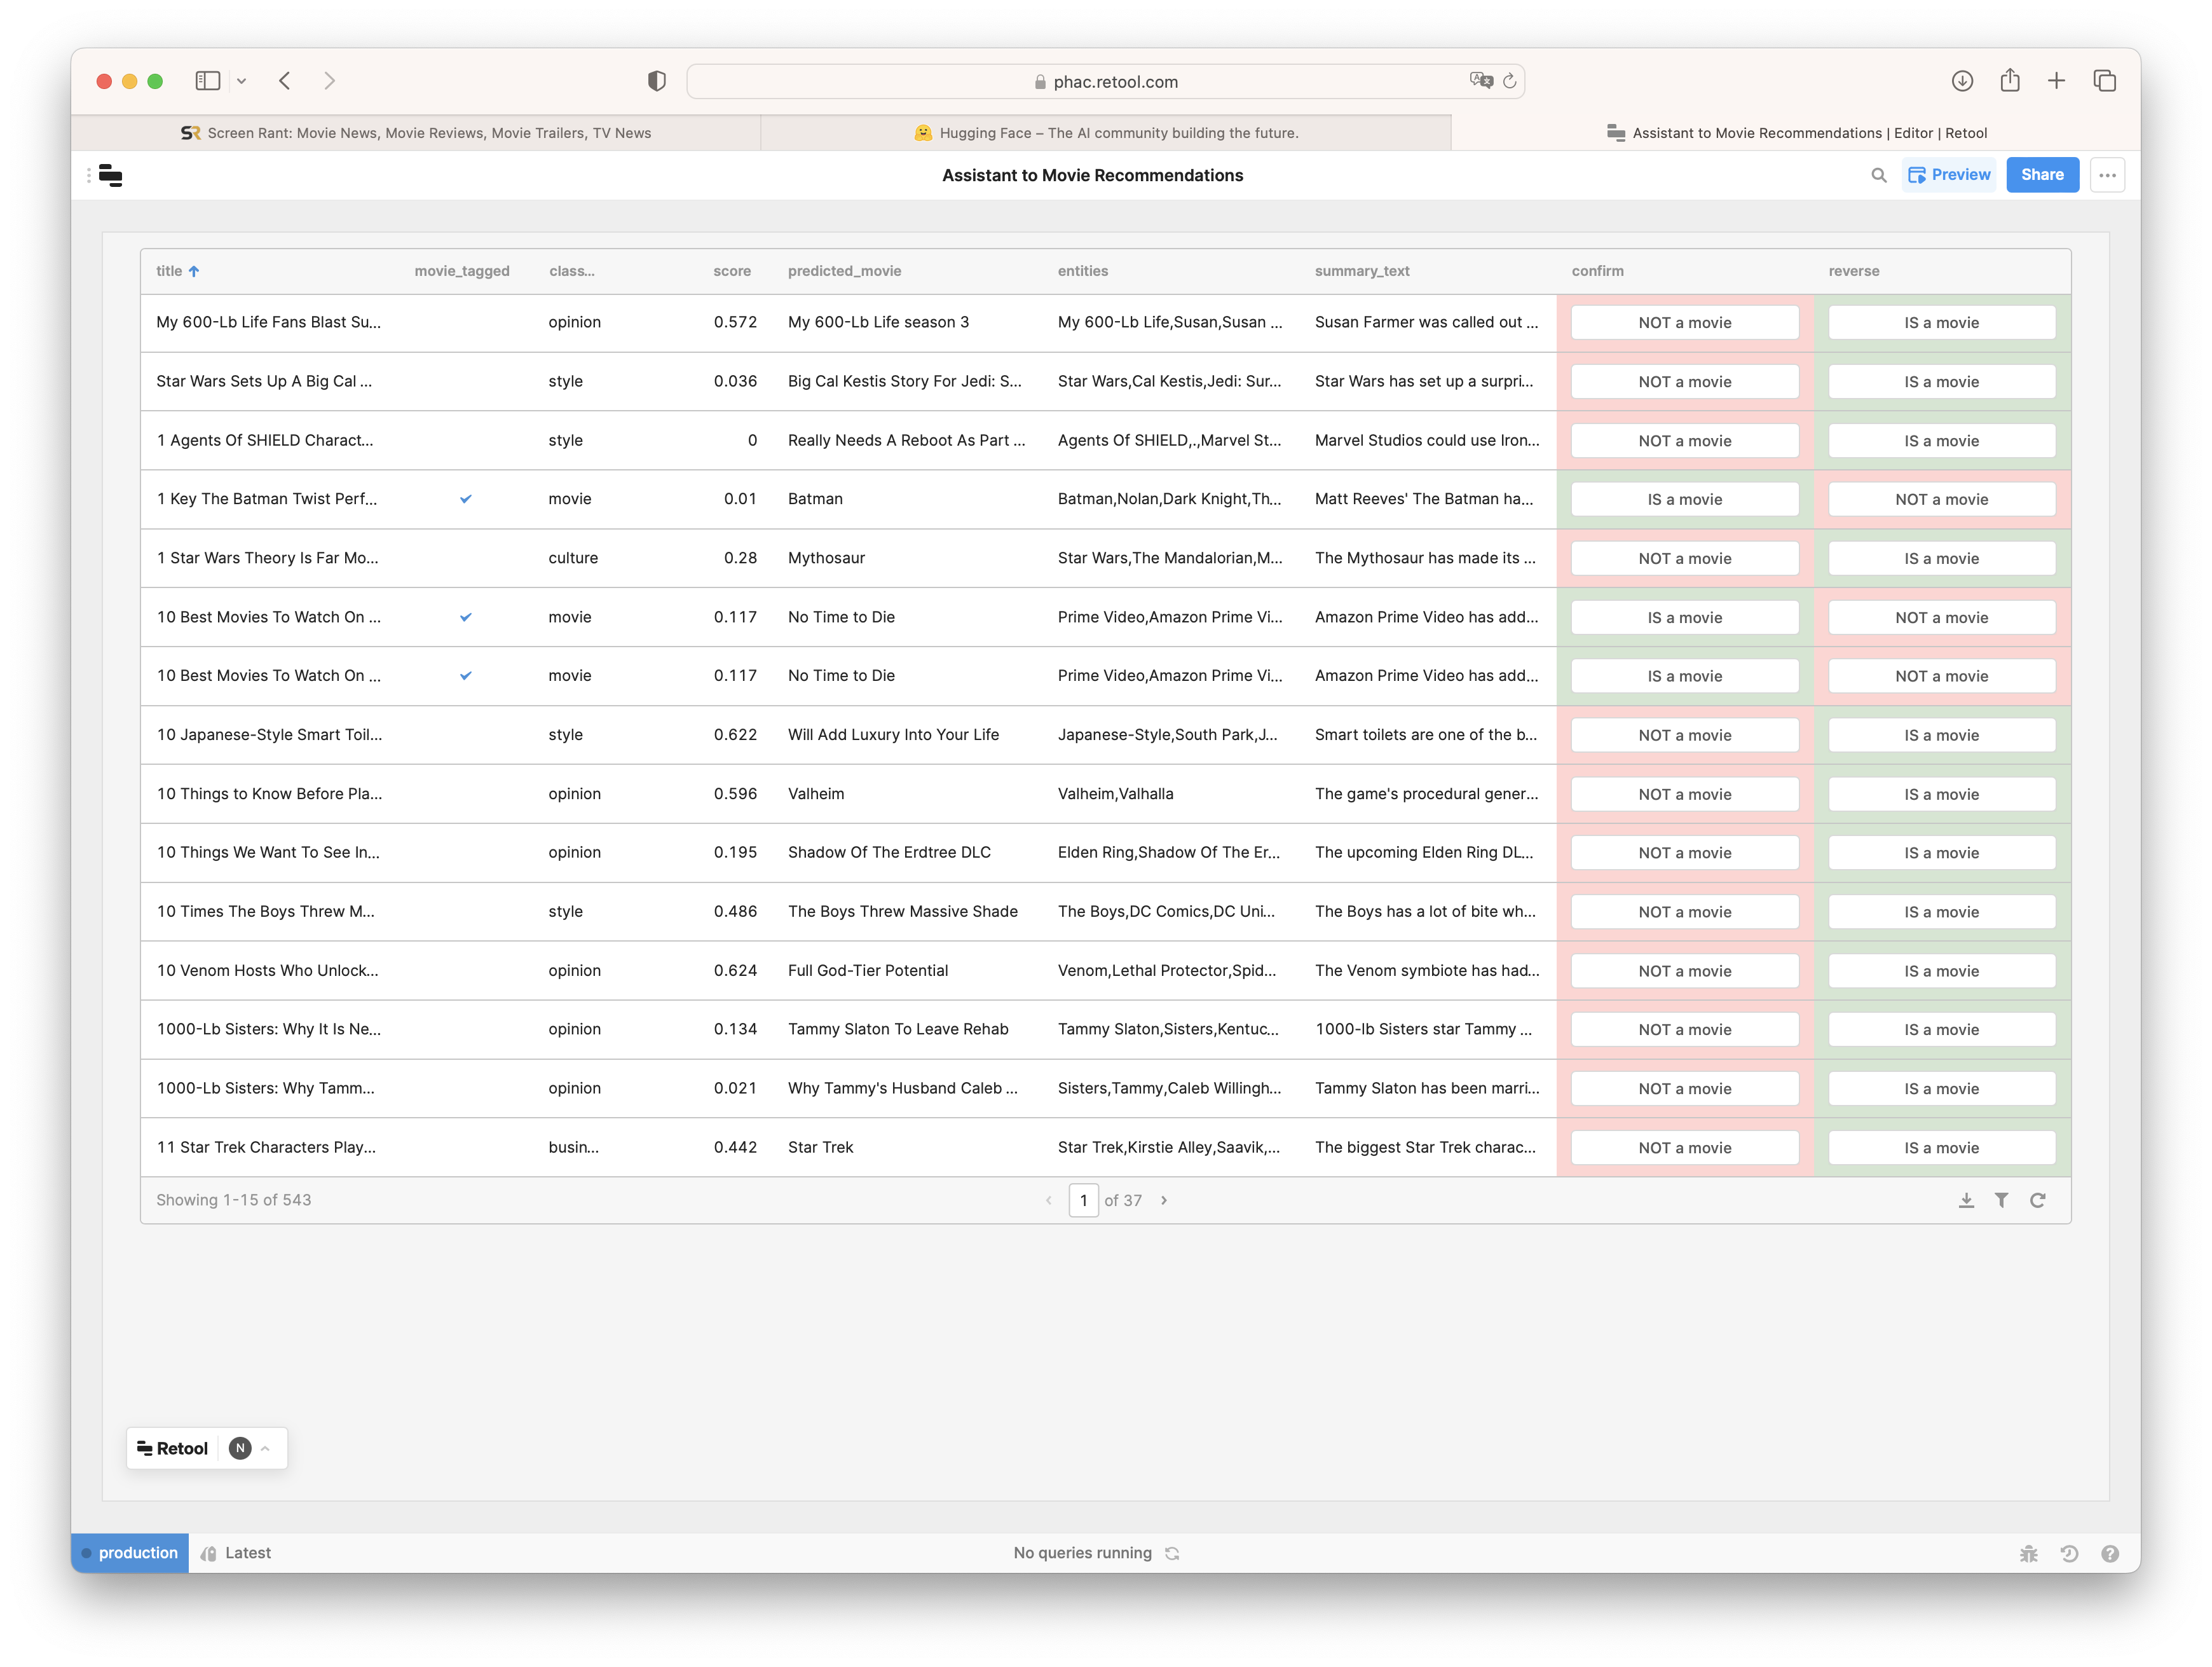 phac.retool.com
SR Screen Rant: Movie News, Movie Reviews, Movie Trailers, TV News
Hugging Face – The AI community building the future.
Assistant to Movie Recommendations | Editor | Retool
Assistant to Movie Recommendations
Preview
Share
title movie_tagged class... score predicted_movie entities summary_text confirm reverse
My 600-Lb Life Fans Blast Su... opinion 0.572 My 600-Lb Life season 3 My 600-Lb Life,Susan,Susan ... Susan Farmer was called out ... NOT a movie IS a movie
Star Wars Sets Up A Big Cal ... style 0.036 Big Cal Kestis Story For Jedi: S... Star Wars,Cal Kestis,Jedi: Sur... Star Wars has set up a surpri... NOT a movie IS a movie
1 Agents Of SHIELD Charact... style 0 Really Needs A Reboot As Part ... Agents Of SHIELD,.,Marvel St... Marvel Studios could use Iron... NOT a movie IS a movie
1 Key The Batman Twist Perf... movie 0.01 Batman Batman,Nolan,Dark Knight,Th... Matt Reeves' The Batman ha... IS a movie NOT a movie
1 Star Wars Theory Is Far Mo... culture 0.28 Mythosaur Star Wars,The Mandalorian,M... The Mythosaur has made its ... NOT a movie IS a movie
10 Best Movies To Watch On ... movie 0.117 No Time to Die Prime Video,Amazon Prime Vi... Amazon Prime Video has add... IS a movie NOT a movie
10 Best Movies To Watch On ... movie 0.117 No Time to Die Prime Video,Amazon Prime Vi... Amazon Prime Video has add... IS a movie NOT a movie
10 Japanese-Style Smart Toil... style 0.622 Will Add Luxury Into Your Life Japanese-Style,South Park,J... Smart toilets are one of the b... NOT a movie IS a movie
10 Things to Know Before Pla... opinion 0.596 Valheim Valheim,Valhalla The game's procedural gener... NOT a movie IS a movie
10 Things We Want To See In... opinion 0.195 Shadow Of The Erdtree DLC Elden Ring,Shadow Of The Er... The upcoming Elden Ring DL... NOT a movie IS a movie
10 Times The Boys Threw M... style 0.486 The Boys Threw Massive Shade The Boys,DC Comics,DC Uni... The Boys has a lot of bite wh... NOT a movie IS a movie
10 Venom Hosts Who Unlock... opinion 0.624 Full God-Tier Potential Venom,Lethal Protector,Spid... The Venom symbiote has had... NOT a movie IS a movie
1000-Lb Sisters: Why It Is Ne... opinion 0.134 Tammy Slaton To Leave Rehab Tammy Slaton,Sisters,Kentuc... 1000-lb Sisters star Tammy ... NOT a movie IS a movie
1000-Lb Sisters: Why Tamm... opinion 0.021 Why Tammy's Husband Caleb ... Sisters,Tammy,Caleb Willingh... Tammy Slaton has been marri... NOT a movie IS a movie
11 Star Trek Characters Play... busin... 0.442 Star Trek Star Trek,Kirstie Alley,Saavik,... The biggest Star Trek charac... NOT a movie IS a movie
Showing 1-15 of 543 1 of 37
Retool N
production Latest No queries running